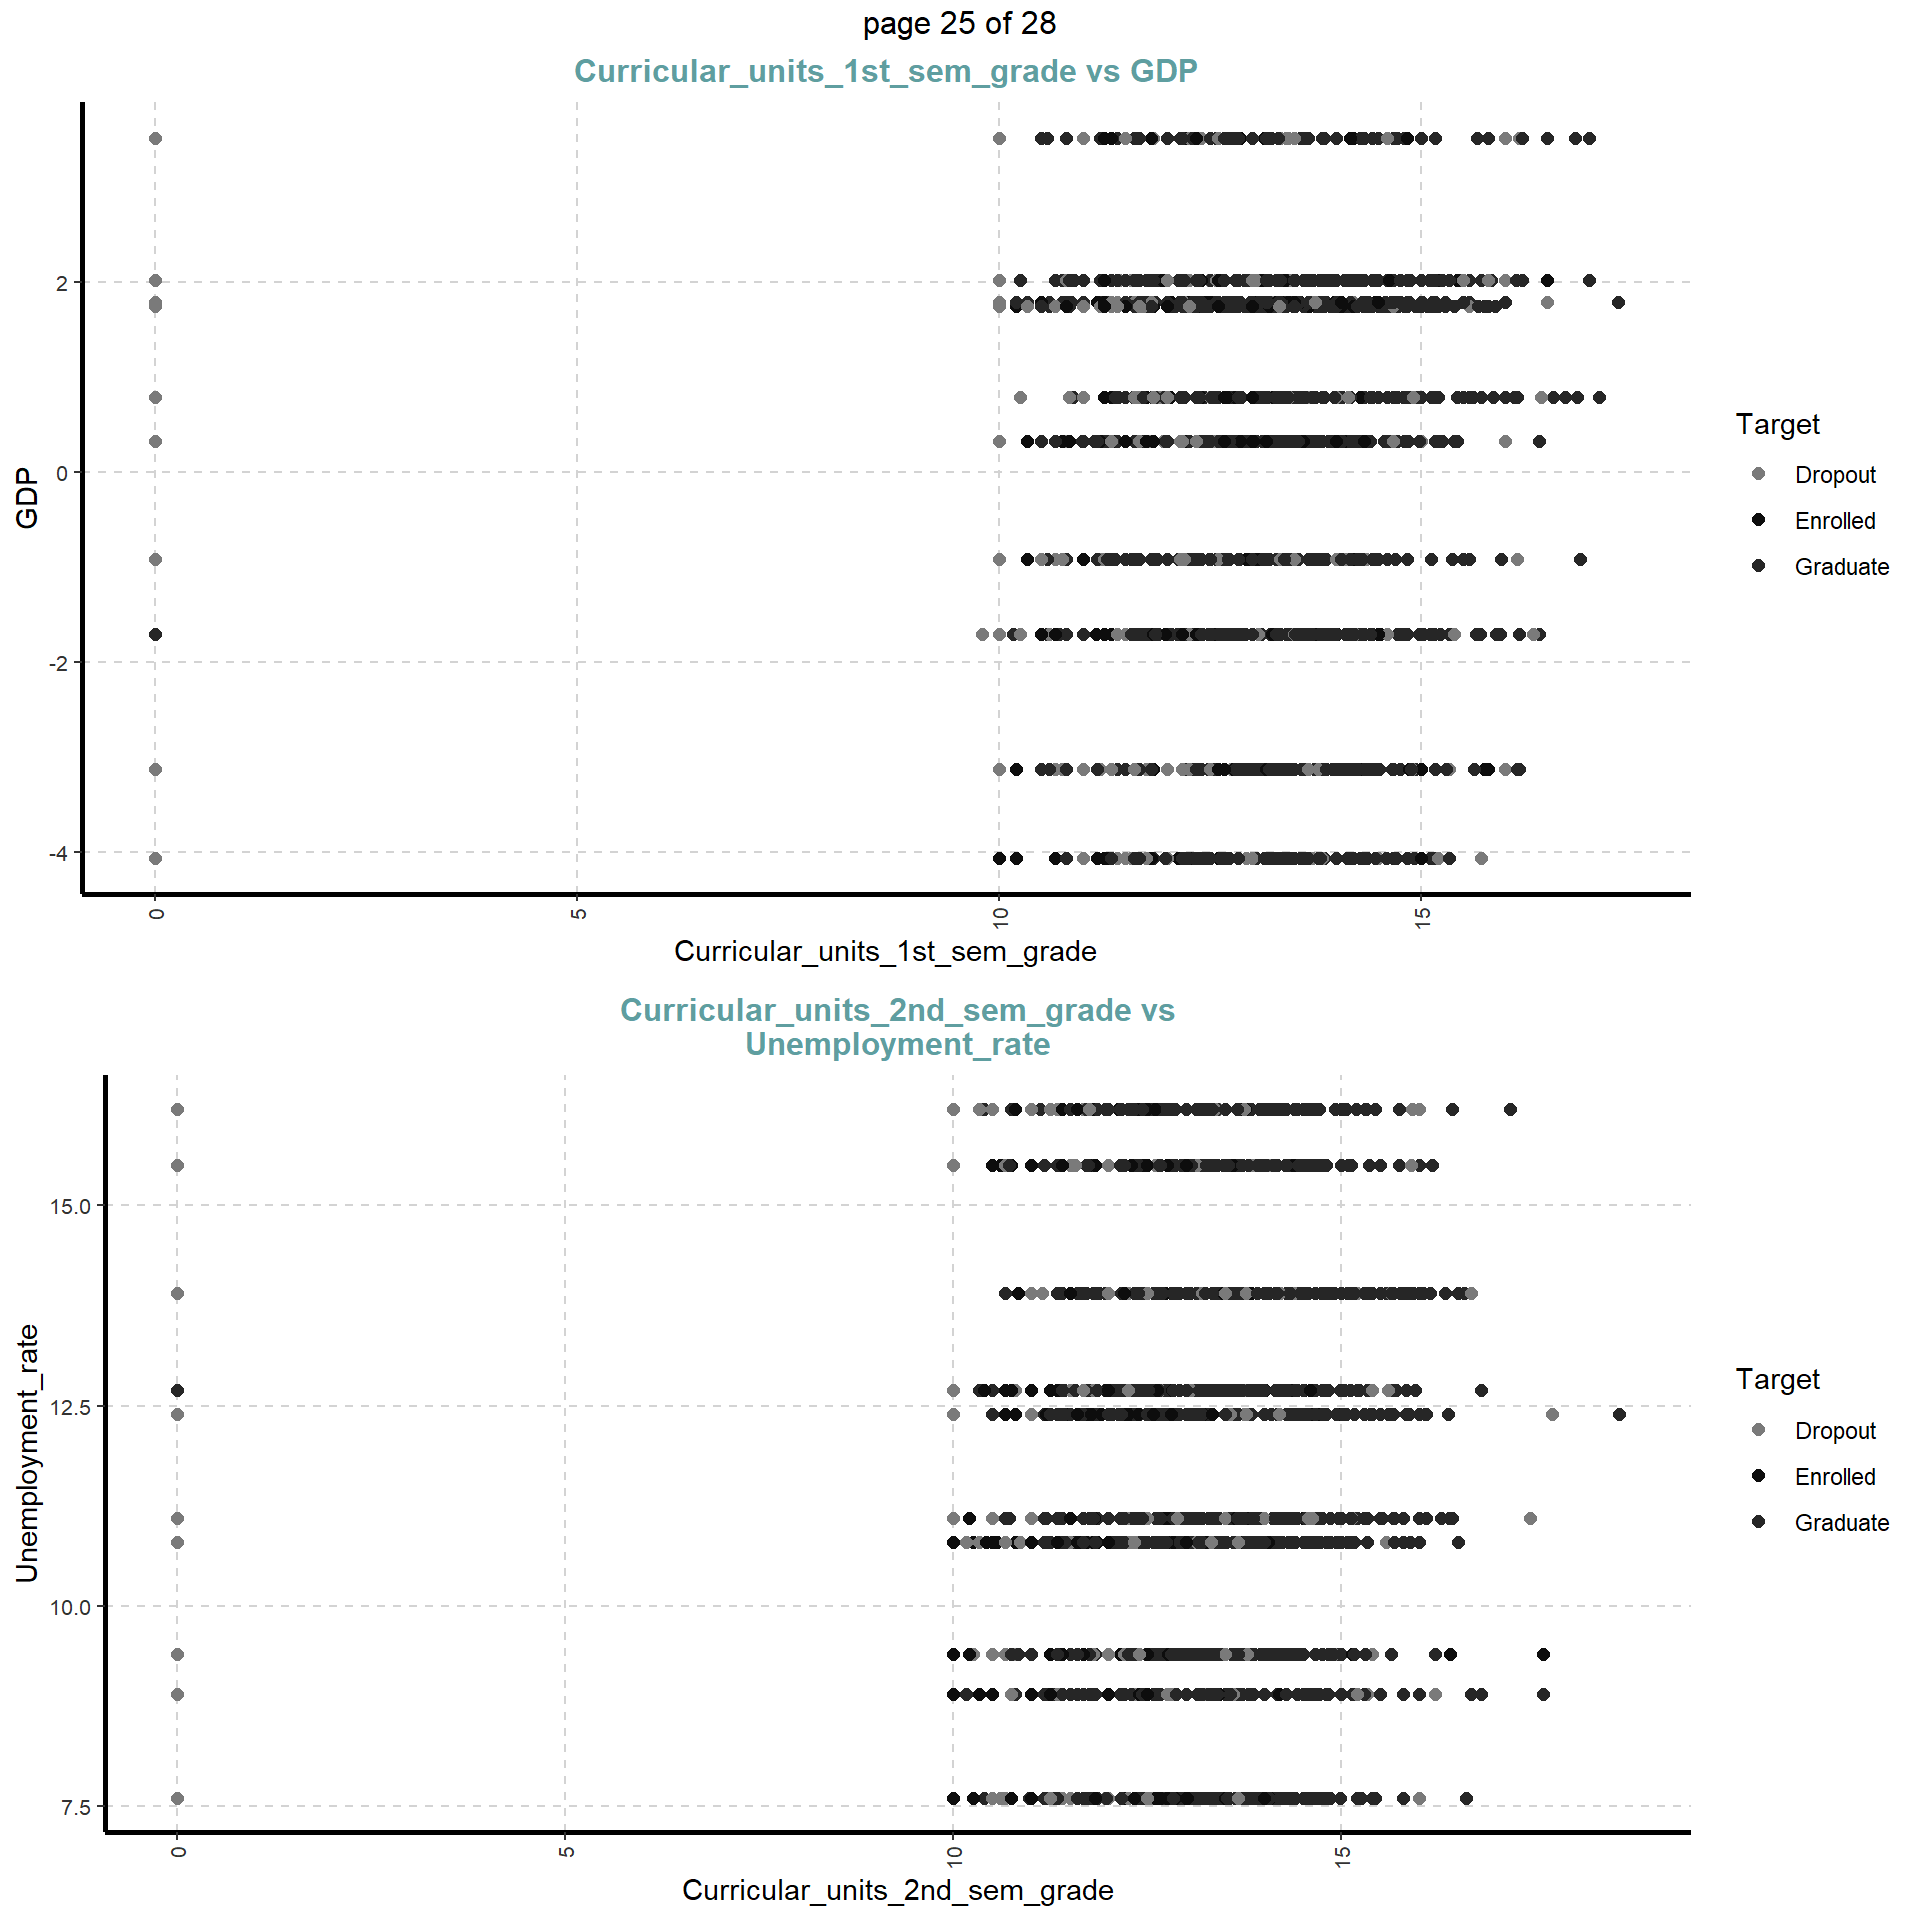 page 25 of 28
Curricular_units_1st_sem_grade vs GDP
2
0
-2
-4
GDP
0
5
10
15
Curricular_units_1st_sem_grade
Target
Dropout
Enrolled
Graduate
Curricular_units_2nd_sem_grade vs
Unemployment_rate
15.0
12.5
10.0
7.5
Unemployment_rate
0
5
10
15
Curricular_units_2nd_sem_grade
Target
Dropout
Enrolled
Graduate